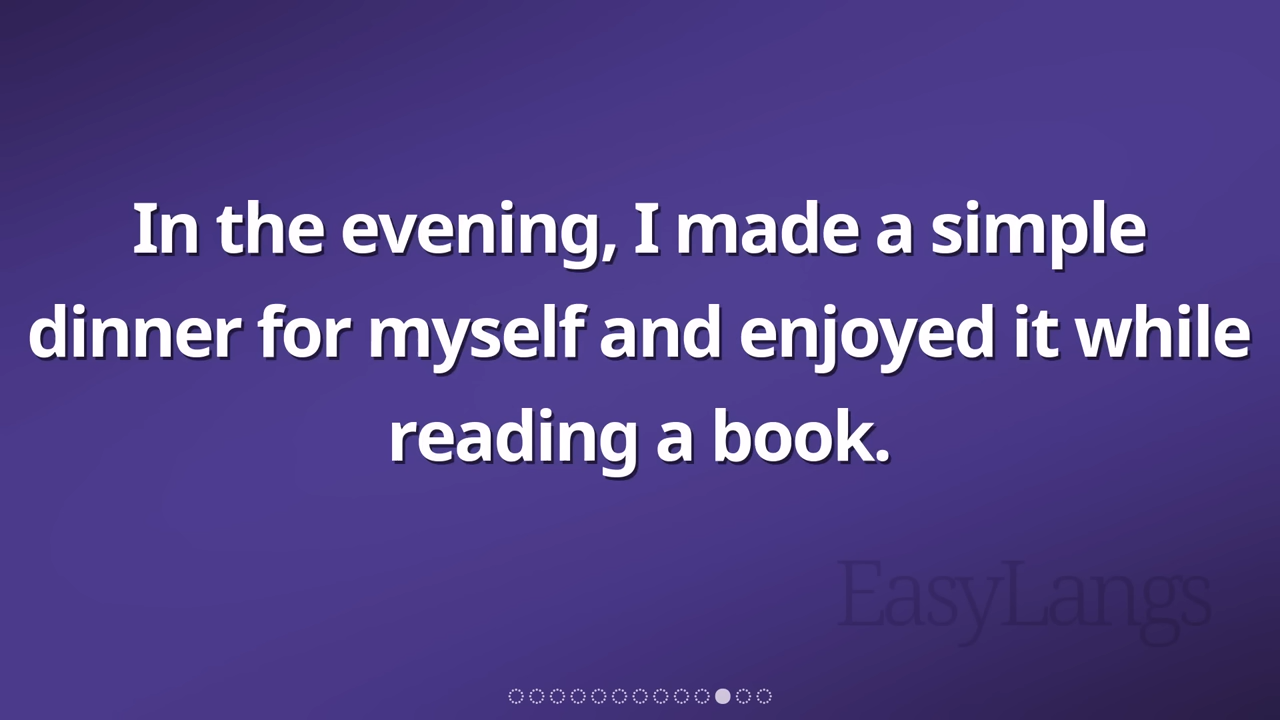 In the evening, I made a simple
dinner for myself and enjoyed it while
reading a book.
EasyLangs